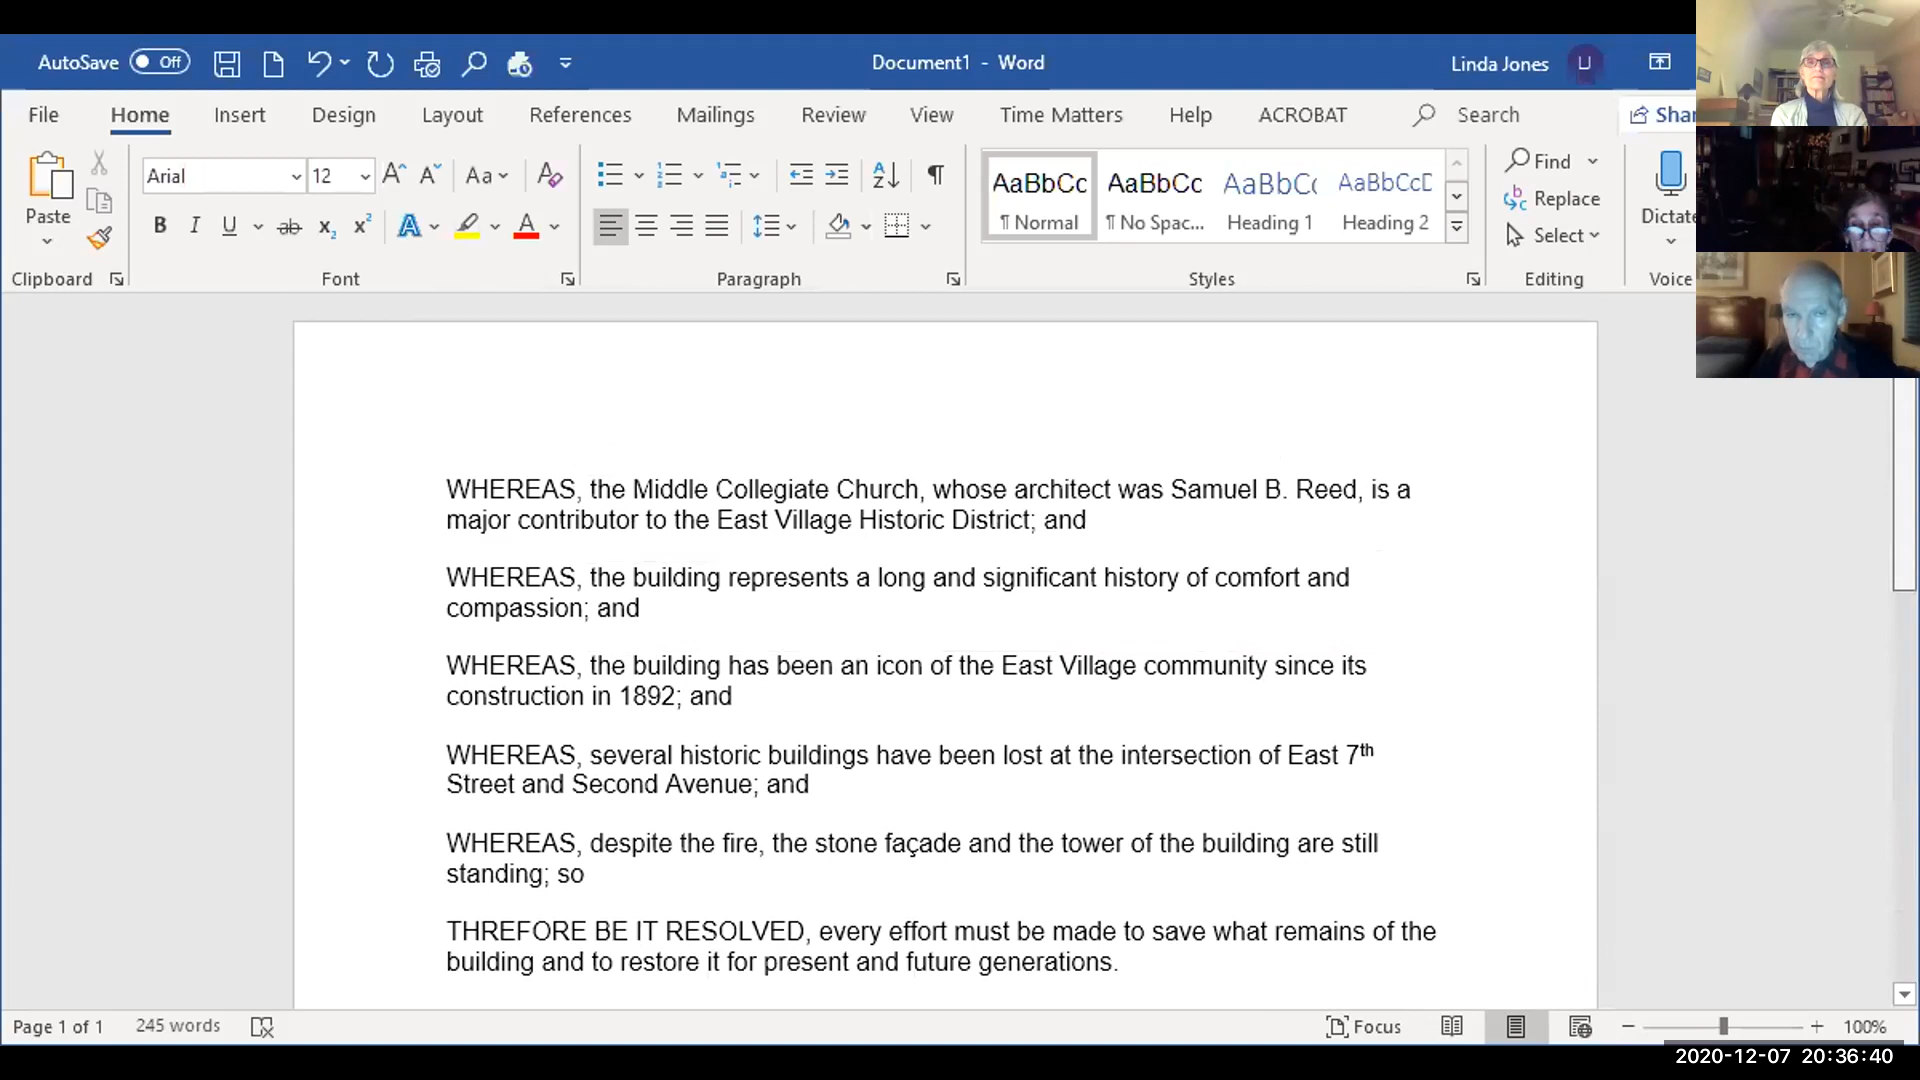 AutoSave Off Document1 - Word Linda Jones LJ
File Home Insert Design Layout References Mailings Review View Time Matters Help ACROBAT Search Shar
Arial 12 Aa
Paste B I U ab x₂ x² A A
AaBbCc AaBbCc AaBbC AaBbCcD
¶ Normal ¶ No Spac... Heading 1 Heading 2
Find
Replace
Select
Dictate
Clipboard Font Paragraph Styles Editing Voice
WHEREAS, the Middle Collegiate Church, whose architect was Samuel B. Reed, is a
major contributor to the East Village Historic District; and
WHEREAS, the building represents a long and significant history of comfort and
compassion; and
WHEREAS, the building has been an icon of the East Village community since its
construction in 1892; and
WHEREAS, several historic buildings have been lost at the intersection of East 7th
Street and Second Avenue; and
WHEREAS, despite the fire, the stone façade and the tower of the building are still
standing; so
THREFORE BE IT RESOLVED, every effort must be made to save what remains of the
building and to restore it for present and future generations.
Page 1 of 1 245 words Focus 100%
2020-12-07 20:36:40